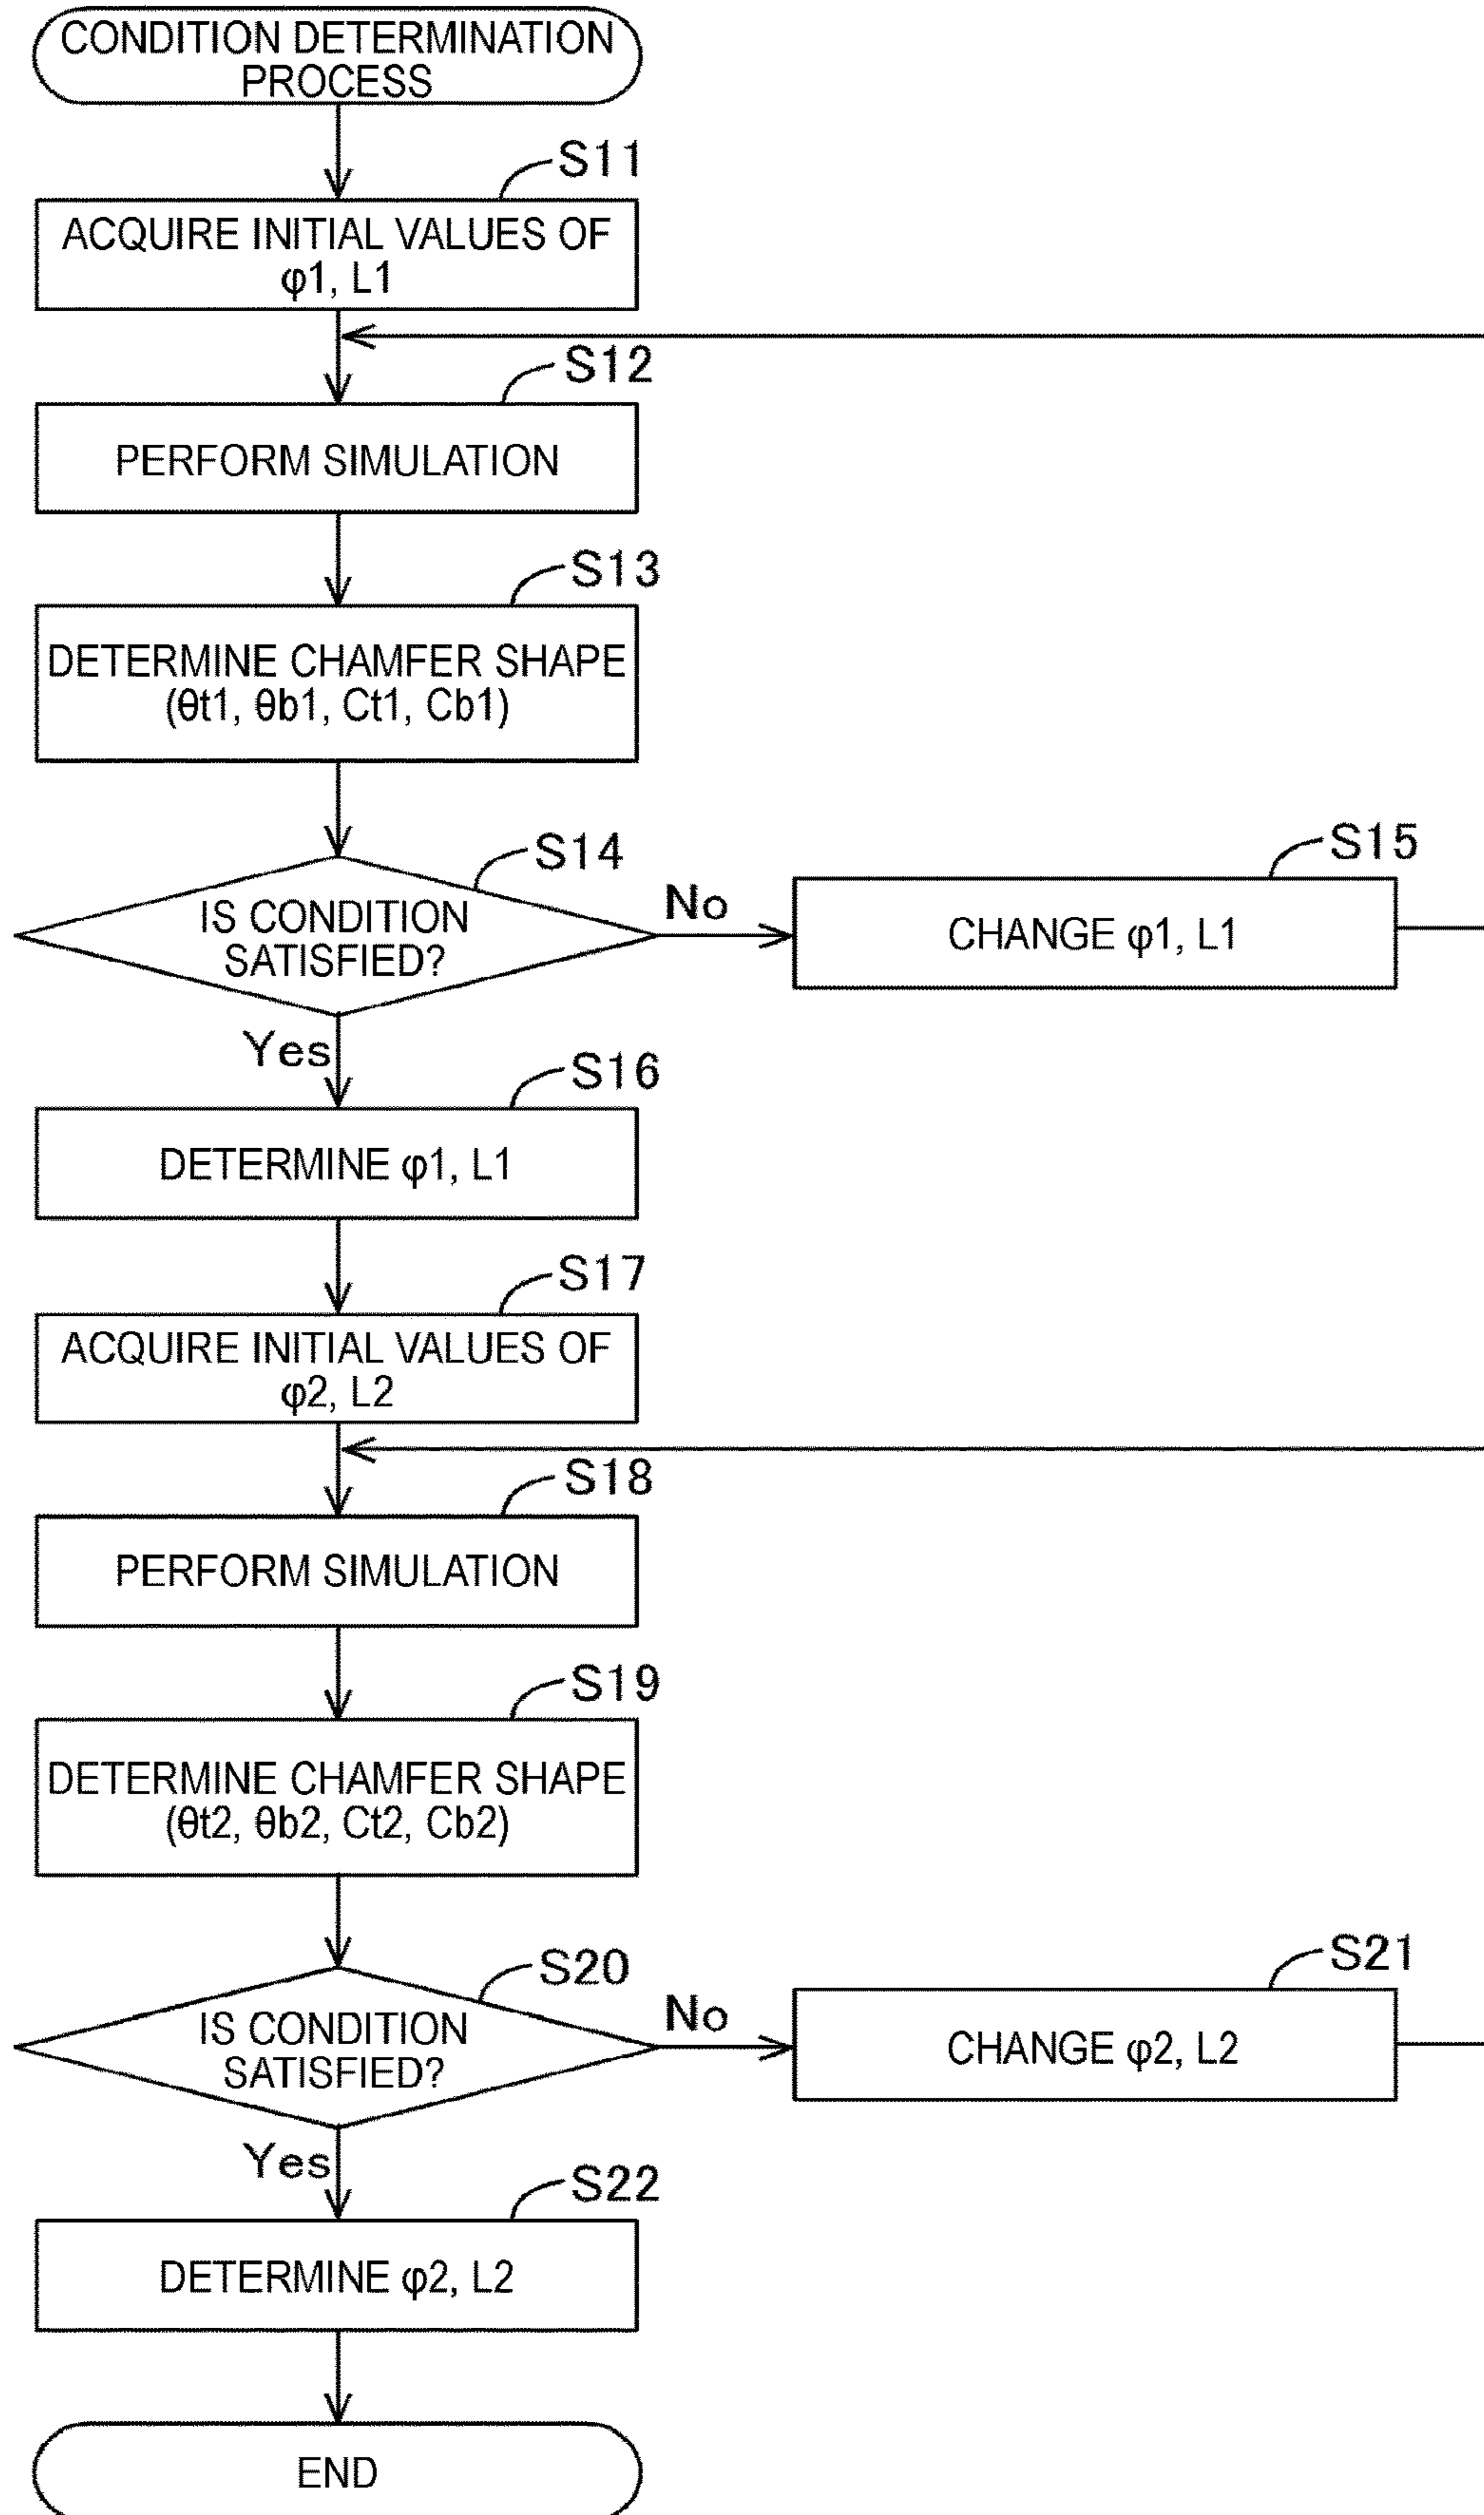 CONDITION DETERMINATION
PROCESS
S11
ACQUIRE INITIAL VALUES OF
φ1, L1
S12
PERFORM SIMULATION
S13
DETERMINE CHAMFER SHAPE
(θt1, θb1, Ct1, Cb1)
S14
IS CONDITION
SATISFIED?
No
S15
CHANGE φ1, L1
Yes
S16
DETERMINE φ1, L1
S17
ACQUIRE INITIAL VALUES OF
φ2, L2
S18
PERFORM SIMULATION
S19
DETERMINE CHAMFER SHAPE
(θt2, θb2, Ct2, Cb2)
S20
IS CONDITION
SATISFIED?
No
S21
CHANGE φ2, L2
Yes
S22
DETERMINE φ2, L2
END